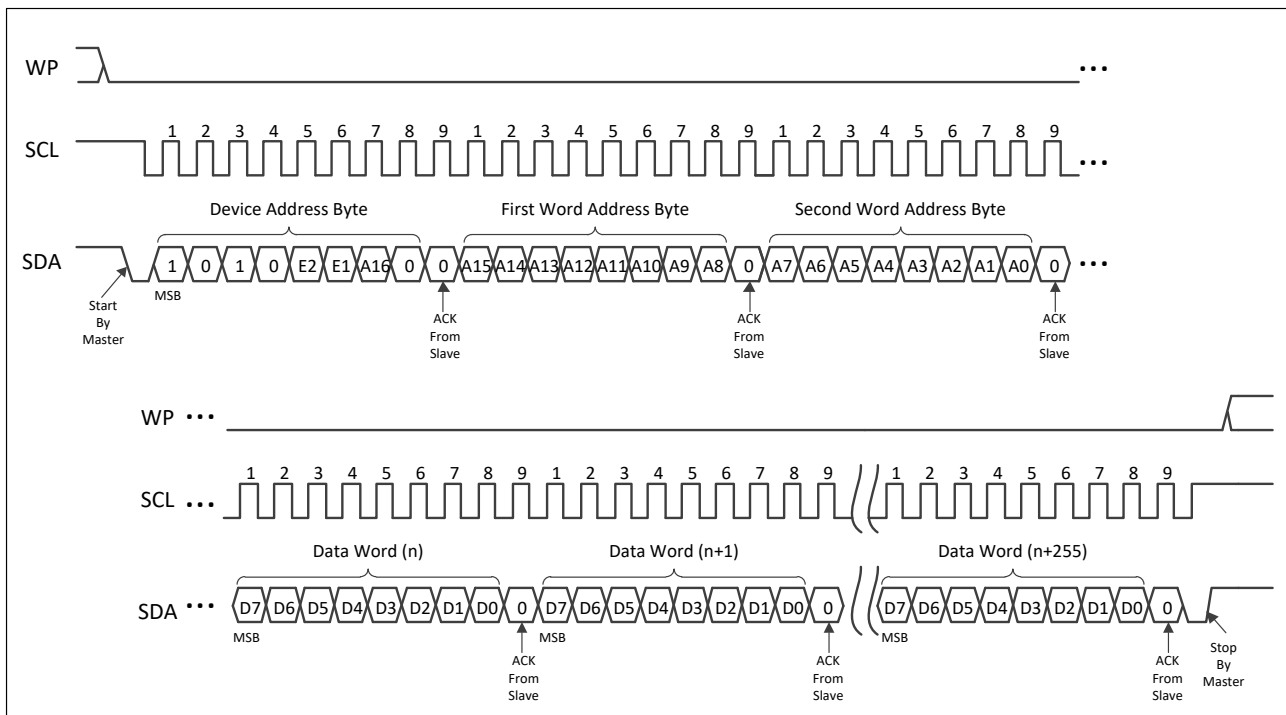 WP
•••
1 2 3 4 5 6 7 8 9 1 2 3 4 5 6 7 8 9 1 2 3 4 5 6 7 8 9
SCL
•••
Device Address Byte First Word Address Byte Second Word Address Byte
SDA
1 0 1 0 E2 E1 A16 0 0 A15 A14 A13 A12 A11 A10 A9 A8 0 A7 A6 A5 A4 A3 A2 A1 A0 0
•••
MSB
Start
By
Master
ACK
From
Slave
ACK
From
Slave
ACK
From
Slave
WP •••
1 2 3 4 5 6 7 8 9 1 2 3 4 5 6 7 8 9 1 2 3 4 5 6 7 8 9
SCL •••
Data Word (n) Data Word (n+1) Data Word (n+255)
SDA •••
D7 D6 D5 D4 D3 D2 D1 D0 0 D7 D6 D5 D4 D3 D2 D1 D0 0 D7 D6 D5 D4 D3 D2 D1 D0 0
MSB MSB MSB
ACK
From
Slave
ACK
From
Slave
ACK
From
Slave
Stop
By
Master